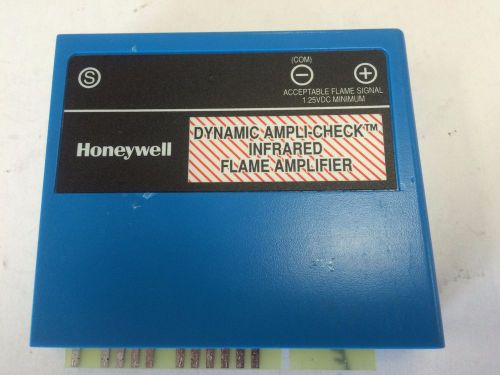 (COM)
S
− +
ACCEPTABLE FLAME SIGNAL
1.25VDC MINIMUM
Honeywell
DYNAMIC AMPLI-CHECK™
INFRARED
FLAME AMPLIFIER